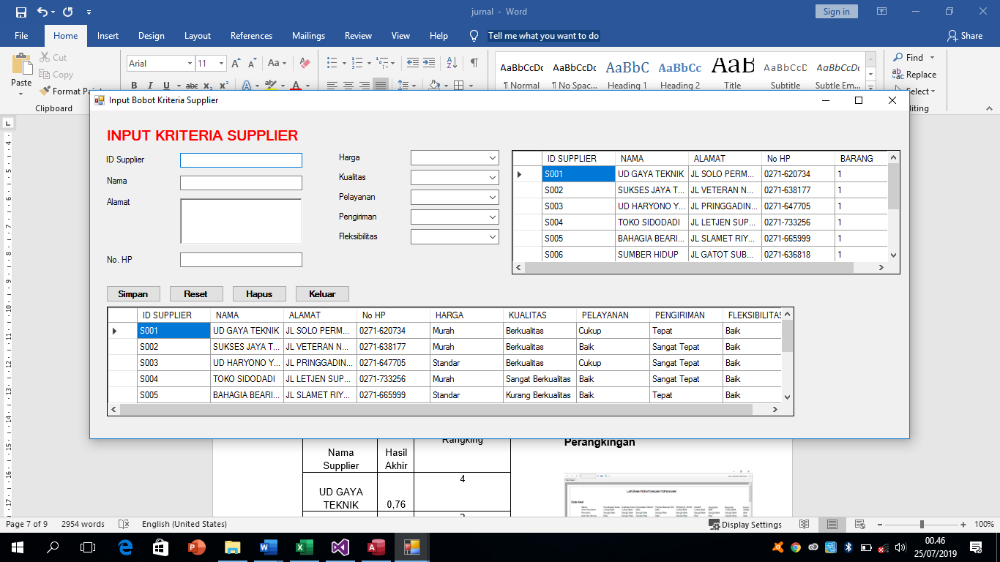 jurnal - Word
Sign in
File Home Insert Design Layout References Mailings Review View Help Tell me what you want to do Share
Paste
Cut
Copy
Format
Clipboard
Arial 11
B I U abc x₂ x²
AaBbCcDc AaBbCcDc AaBbC AaBbCc AaB AaBbCcD AaBbCcDc
¶ Normal ¶ No Spac... Heading 1 Heading 2 Title Subtitle Subtle Em...
Find
Replace
Select
Input Bobot Kriteria Supplier
INPUT KRITERIA SUPPLIER
ID Supplier
Nama
Alamat
No. HP
Harga
Kualitas
Pelayanan
Pengiriman
Fleksibilitas
ID SUPPLIER NAMA ALAMAT No HP BARANG
S001 UD GAYA TEKNIK JL SOLO PERM... 0271-620734 1
S002 SUKSES JAYA T... JL VETERAN N... 0271-638177 1
S003 UD HARYONO Y... JL PRINGGADIN... 0271-647705 1
S004 TOKO SIDODADI JL LETJEN SUP... 0271-733256 1
S005 BAHAGIA BEARI... JL SLAMET RIY... 0271-665999 1
S006 SUMBER HIDUP JL GATOT SUB... 0271-636818 1
Simpan Reset Hapus Keluar
ID SUPPLIER NAMA ALAMAT No HP HARGA KUALITAS PELAYANAN PENGIRIMAN FLEKSIBILITAS
S001 UD GAYA TEKNIK JL SOLO PERM... 0271-620734 Murah Berkualitas Cukup Tepat Baik
S002 SUKSES JAYA T... JL VETERAN N... 0271-638177 Murah Berkualitas Baik Sangat Tepat Baik
S003 UD HARYONO Y... JL PRINGGADIN... 0271-647705 Standar Berkualitas Cukup Sangat Tepat Baik
S004 TOKO SIDODADI JL LETJEN SUP... 0271-733256 Murah Sangat Berkualitas Baik Sangat Tepat Baik
S005 BAHAGIA BEARI... JL SLAMET RIY... 0271-665999 Standar Kurang Berkualitas Baik Tepat Baik
Nama Supplier
Hasil Akhir
Rangking
UD GAYA TEKNIK
0,76
4
Perangkingan
LAPORAN PERHITUNGAN TOPSIS/SAW
Page 7 of 9 2954 words English (United States) Display Settings 100%
00.46
25/07/2019